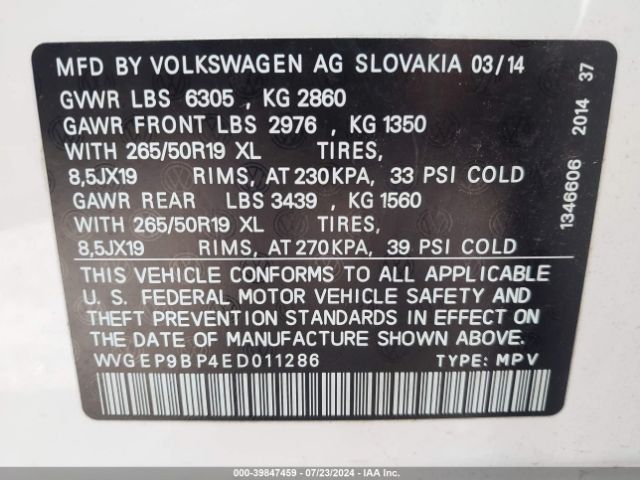 MFD BY VOLKSWAGEN AG SLOVAKIA 03/14
GVWR LBS 6305 , KG 2860
GAWR FRONT LBS 2976 , KG 1350
WITH 265/50R19 XL TIRES,
8,5JX19 RIMS, AT 230KPA, 33 PSI COLD
GAWR REAR LBS 3439 , KG 1560
WITH 265/50R19 XL TIRES,
8,5JX19 RIMS, AT 270KPA, 39 PSI COLD
THIS VEHICLE CONFORMS TO ALL APPLICABLE
U. S. FEDERAL MOTOR VEHICLE SAFETY AND
THEFT PREVENTION STANDARDS IN EFFECT ON
THE DATE OF MANUFACTURE SHOWN ABOVE.
WVGEP9BP4ED011286 TYPE: MPV
1346606 2014 37
000-39847459 - 07/23/2024 - IAAI.COM